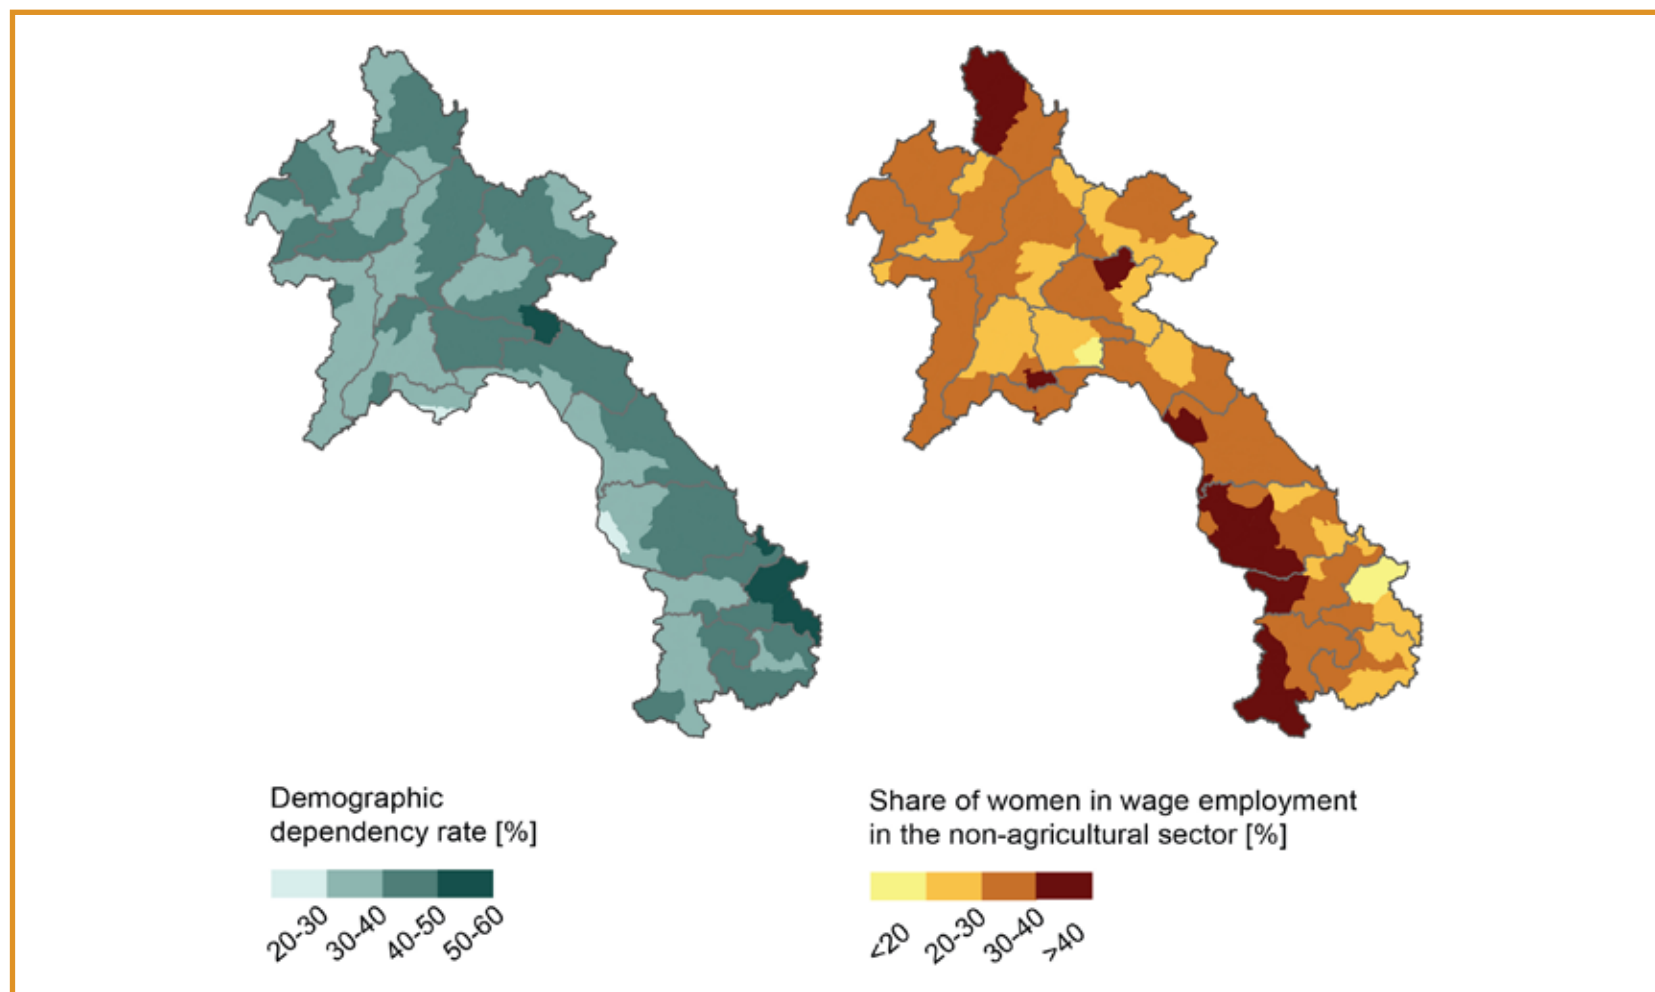 Demographic
dependency rate [%]
20-30
30-40
40-50
50-60
Share of women in wage employment
in the non-agricultural sector [%]
<20
20-30
30-40
>40